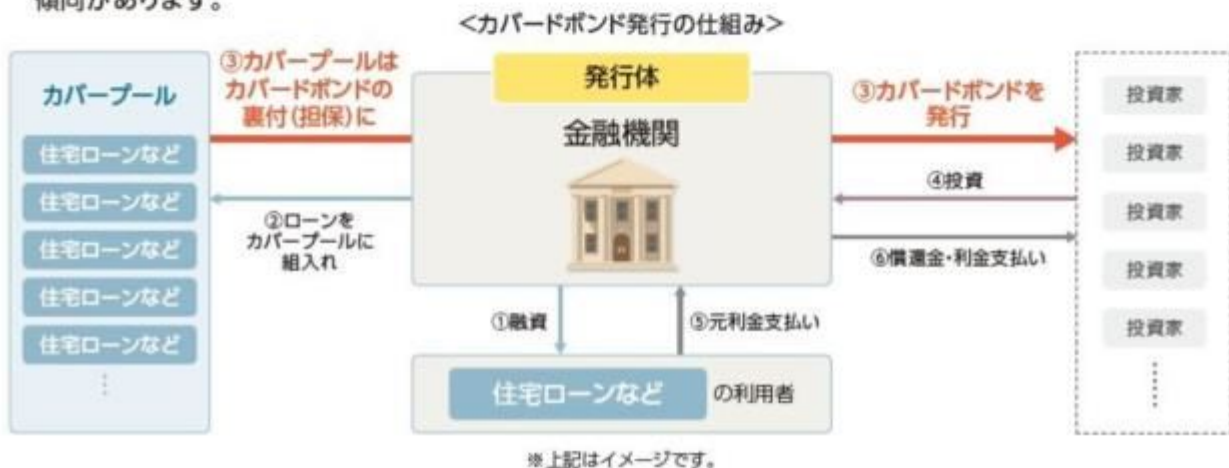 傾向があります。
<カバードボンド発行の仕組み>
カバープール
住宅ローンなど
住宅ローンなど
住宅ローンなど
住宅ローンなど
住宅ローンなど
③カバープールは
カバードボンドの
裏付(担保)に
②ローンを
カバープールに
組入れ
発行体
金融機関
①融資
⑤元利金支払い
住宅ローンなど の利用者
③カバードボンドを
発行
④投資
⑥償還金・利金支払い
投資家
投資家
投資家
投資家
投資家
※上記はイメージです。